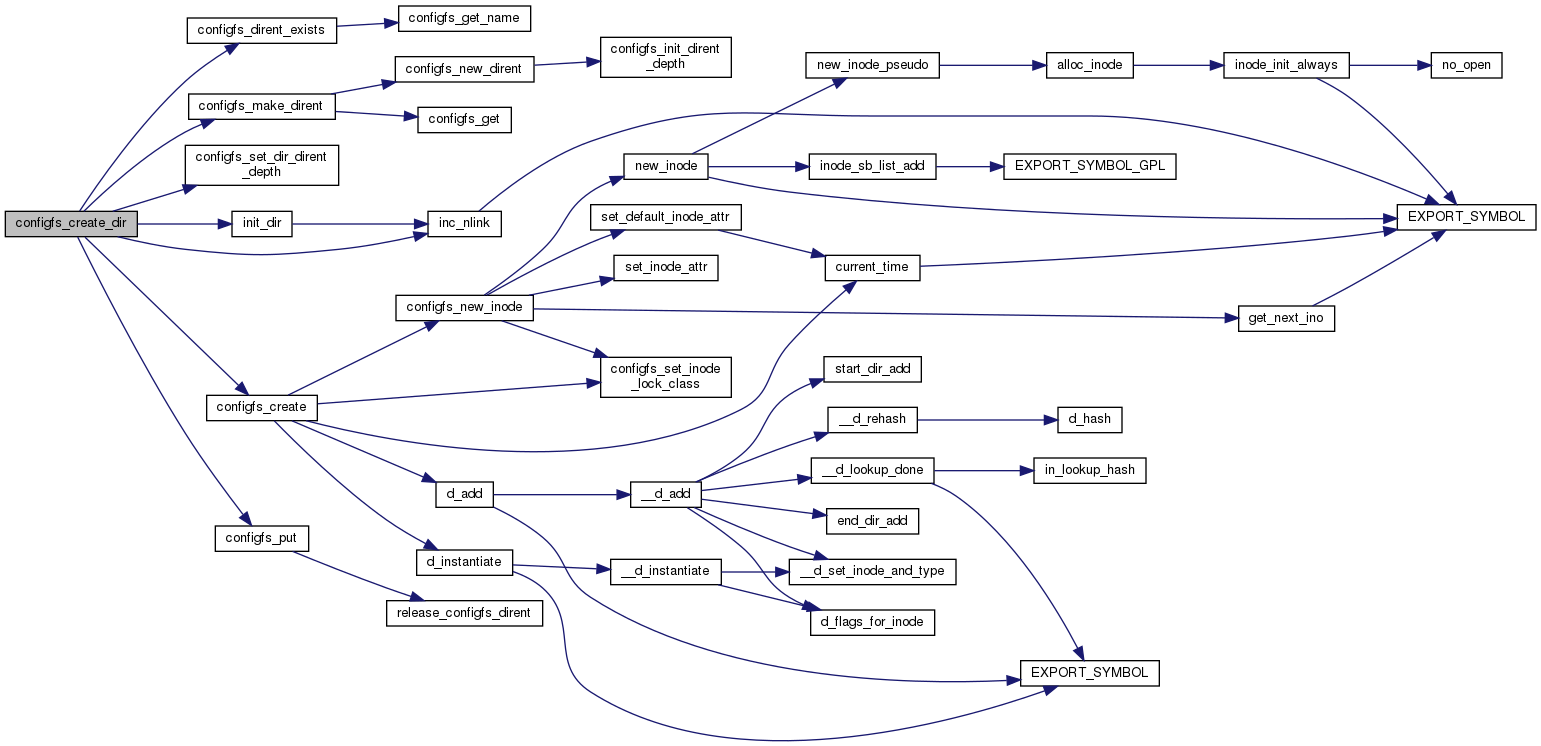 configfs_get_name
configfs_dirent_exists
configfs_init_dirent
_depth
configfs_new_dirent
new_inode_pseudo
alloc_inode
inode_init_always
no_open
configfs_make_dirent
configfs_get
configfs_set_dir_dirent
_depth
new_inode
inode_sb_list_add
EXPORT_SYMBOL_GPL
configfs_create_dir
init_dir
inc_nlink
set_default_inode_attr
EXPORT_SYMBOL
set_inode_attr
current_time
configfs_new_inode
get_next_ino
configfs_set_inode
_lock_class
start_dir_add
configfs_create
__d_rehash
d_hash
__d_lookup_done
in_lookup_hash
d_add
__d_add
end_dir_add
configfs_put
d_instantiate
__d_instantiate
__d_set_inode_and_type
release_configfs_dirent
d_flags_for_inode
EXPORT_SYMBOL